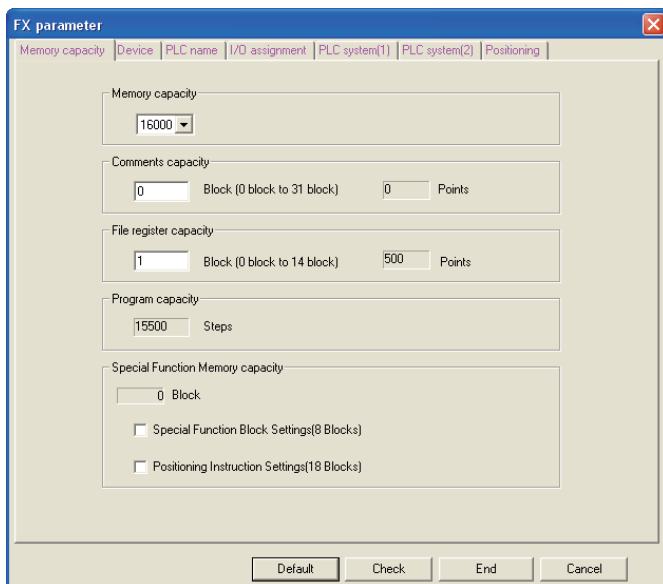 FX parameter
Memory capacity Device PLC name I/O assignment PLC system(1) PLC system(2) Positioning
Memory capacity
16000
Comments capacity
0 Block (0 block to 31 block) 0 Points
File register capacity
1 Block (0 block to 14 block) 500 Points
Program capacity
15500 Steps
Special Function Memory capacity
0 Block
Special Function Block Settings(8 Blocks)
Positioning Instruction Settings(18 Blocks)
Default Check End Cancel